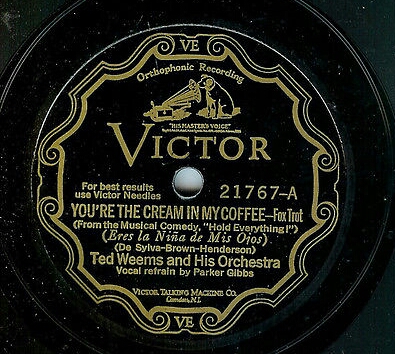 VE
Orthophonic Recording
"HIS MASTER'S VOICE"
VICTOR
For best results
use Victor Needles
21767-A
YOU'RE THE CREAM IN MY COFFEE—Fox Trot
(From the Musical Comedy, "Hold Everything!")
(Eres la Niña de Mis Ojos)
(De Sylva-Brown-Henderson)
Ted Weems and His Orchestra
Vocal refrain by Parker Gibbs
VICTOR TALKING MACHINE CO.
Camden, N.J.
VE